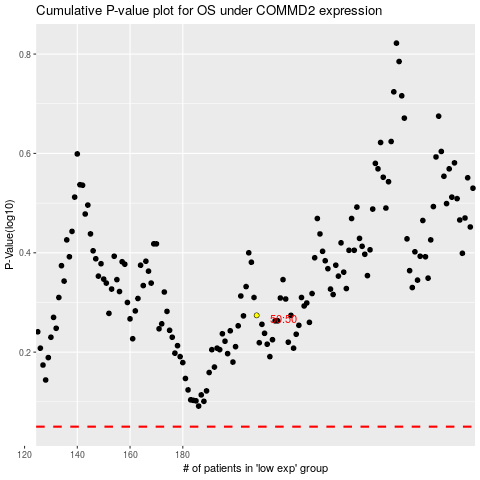 Cumulative P-value plot for OS under COMMD2 expression
P-Value(log10)
0.8
0.6
0.4
0.2
50:50
120 140 160 180
# of patients in 'low exp' group